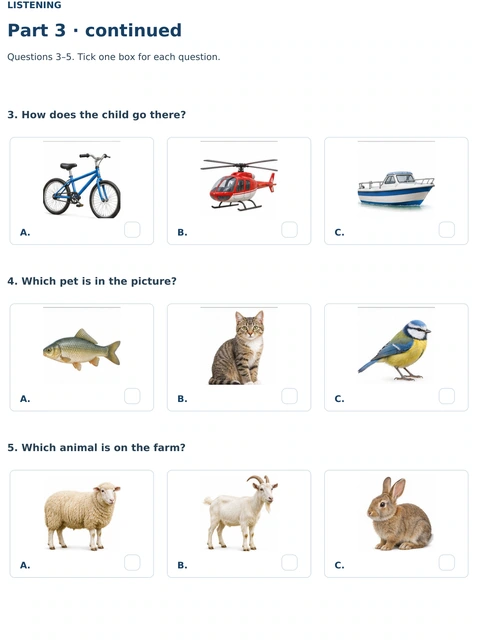 LISTENING
Part 3 · continued
Questions 3–5. Tick one box for each question.
3. How does the child go there?
A.
B.
C.
4. Which pet is in the picture?
A.
B.
C.
5. Which animal is on the farm?
A.
B.
C.